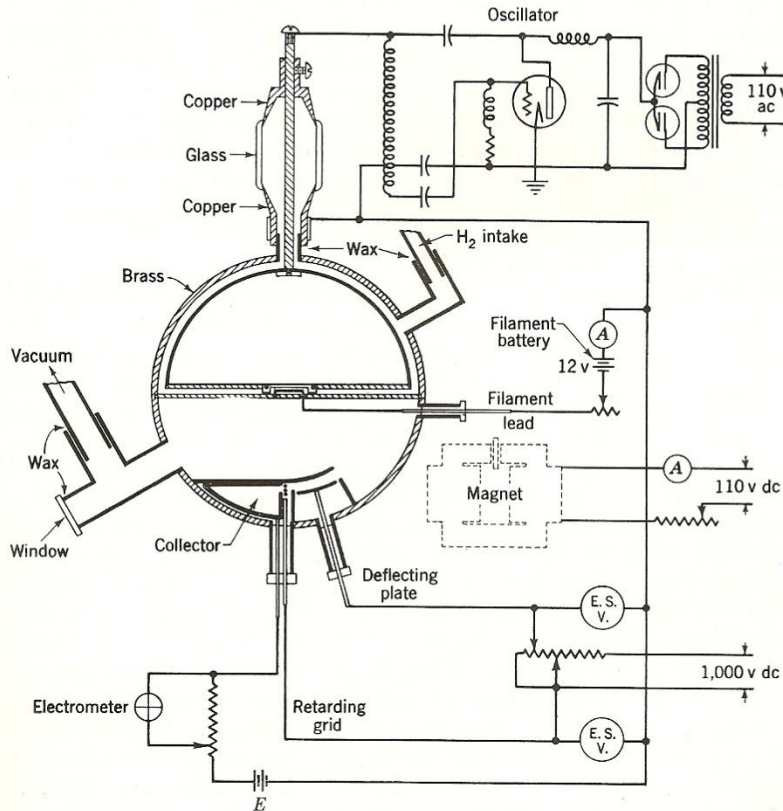 Oscillator
110 v
ac
Copper
Glass
Copper
Wax
H2 intake
Brass
Filament
battery
A
12 v
Vacuum
Filament
lead
Wax
A
Magnet
110 v dc
Window
Collector
Deflecting
plate
E. S.
V.
1,000 v dc
Electrometer
Retarding
grid
E. S.
V.
E